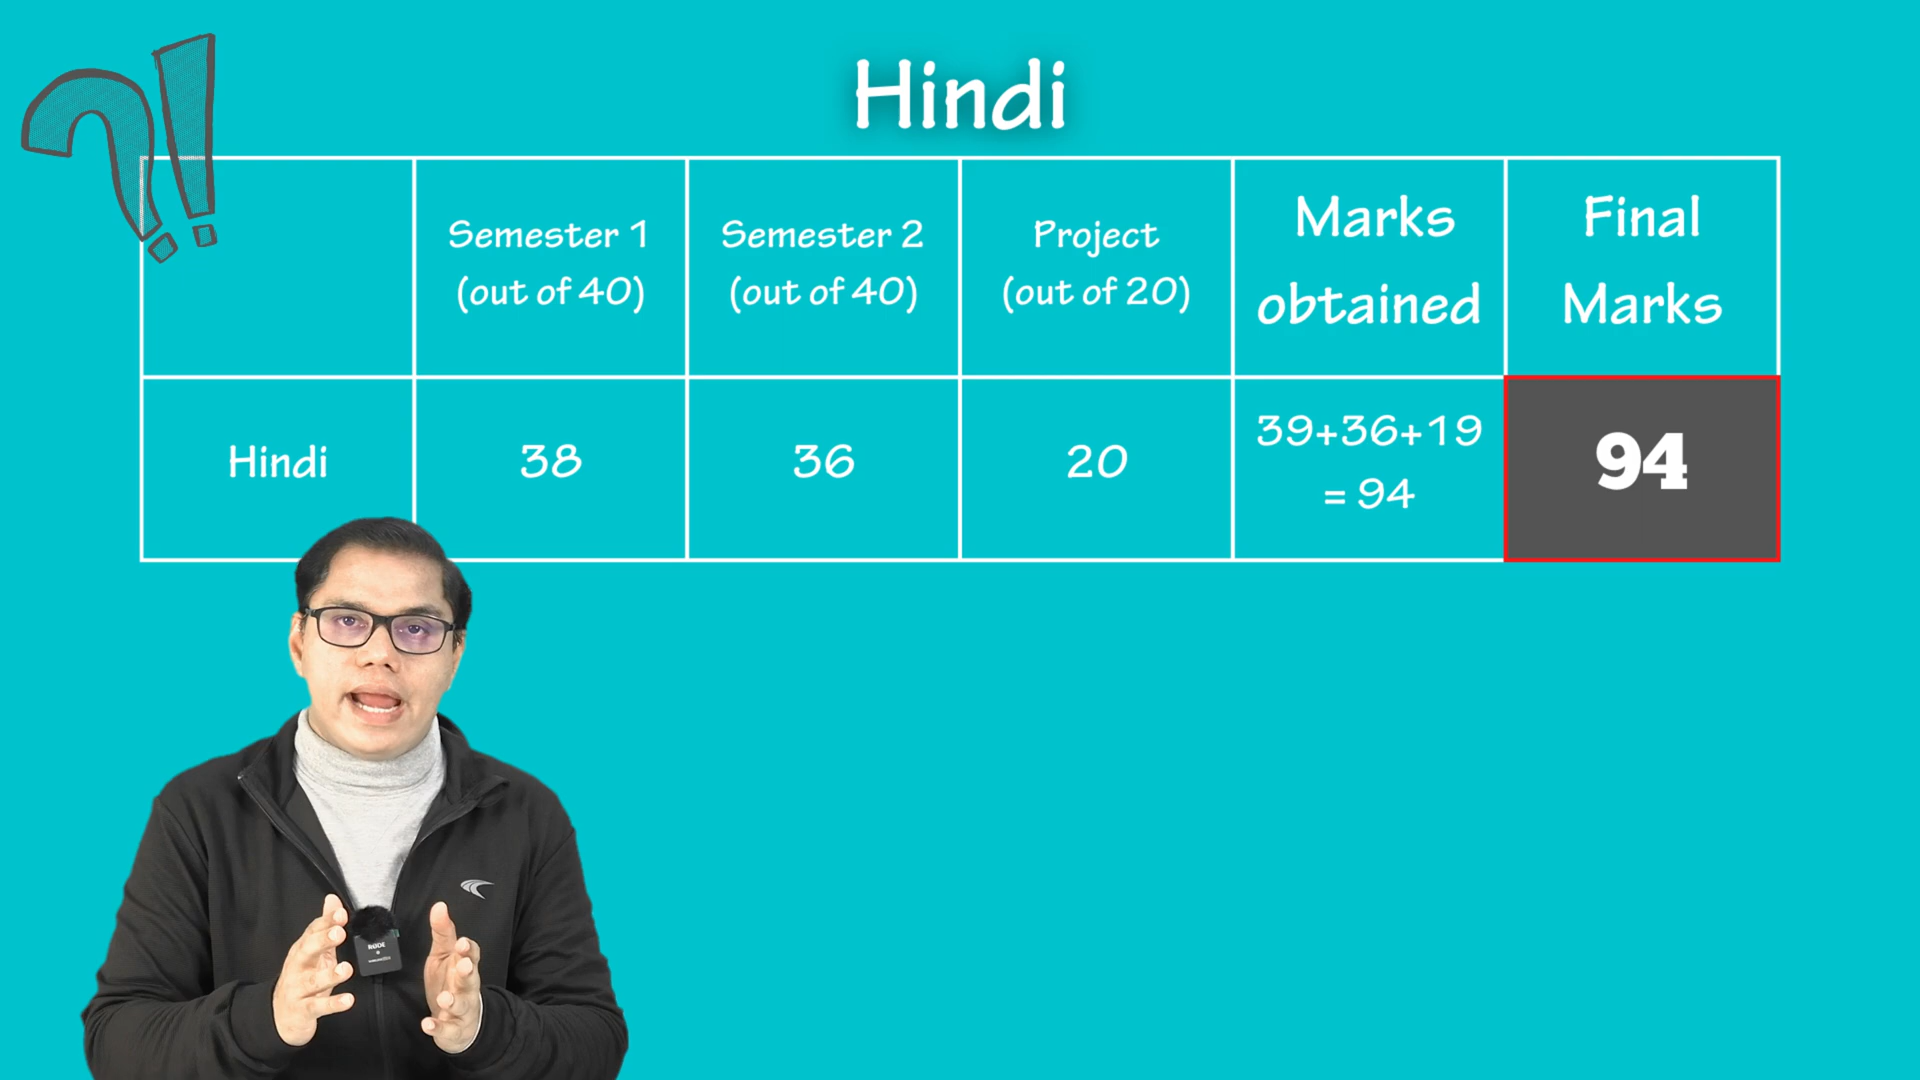 ?!
Hindi
Semester 1
(out of 40)
Semester 2
(out of 40)
Project
(out of 20)
Marks
obtained
Final
Marks
Hindi
38
36
20
39+36+19
= 94
94
RØDE